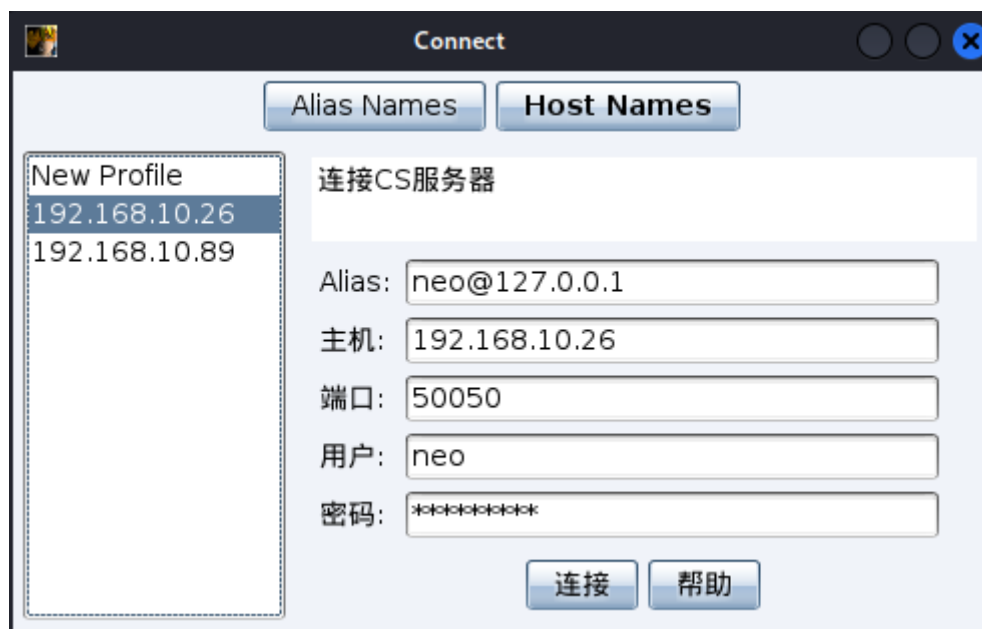 Connect
Alias Names Host Names
New Profile
192.168.10.26
192.168.10.89
连接CS服务器
Alias: neo@127.0.0.1
主机: 192.168.10.26
端口: 50050
用户: neo
密码: **********
连接 帮助